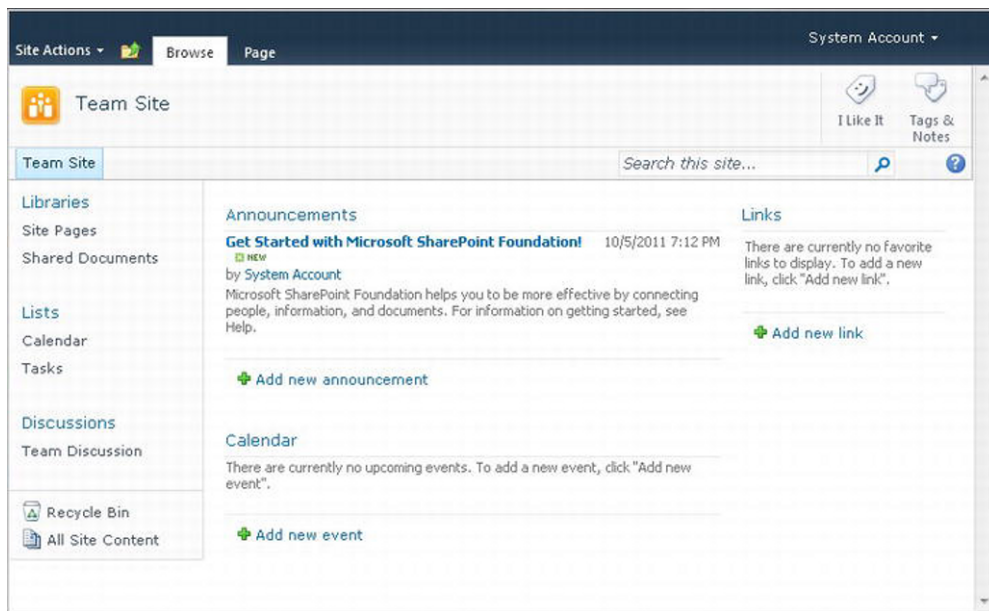 System Account
Site Actions
Browse
Page
Team Site
I Like It
Tags &
Notes
Team Site
Search this site...
Libraries
Site Pages
Shared Documents
Lists
Calendar
Tasks
Discussions
Team Discussion
Recycle Bin
All Site Content
Announcements
Get Started with Microsoft SharePoint Foundation!
10/5/2011 7:12 PM
NEW
by System Account
Microsoft SharePoint Foundation helps you to be more effective by connecting
people, information, and documents. For information on getting started, see
Help.
Add new announcement
Calendar
There are currently no upcoming events. To add a new event, click "Add new
event".
Add new event
Links
There are currently no favorite
links to display. To add a new
link, click "Add new link".
Add new link